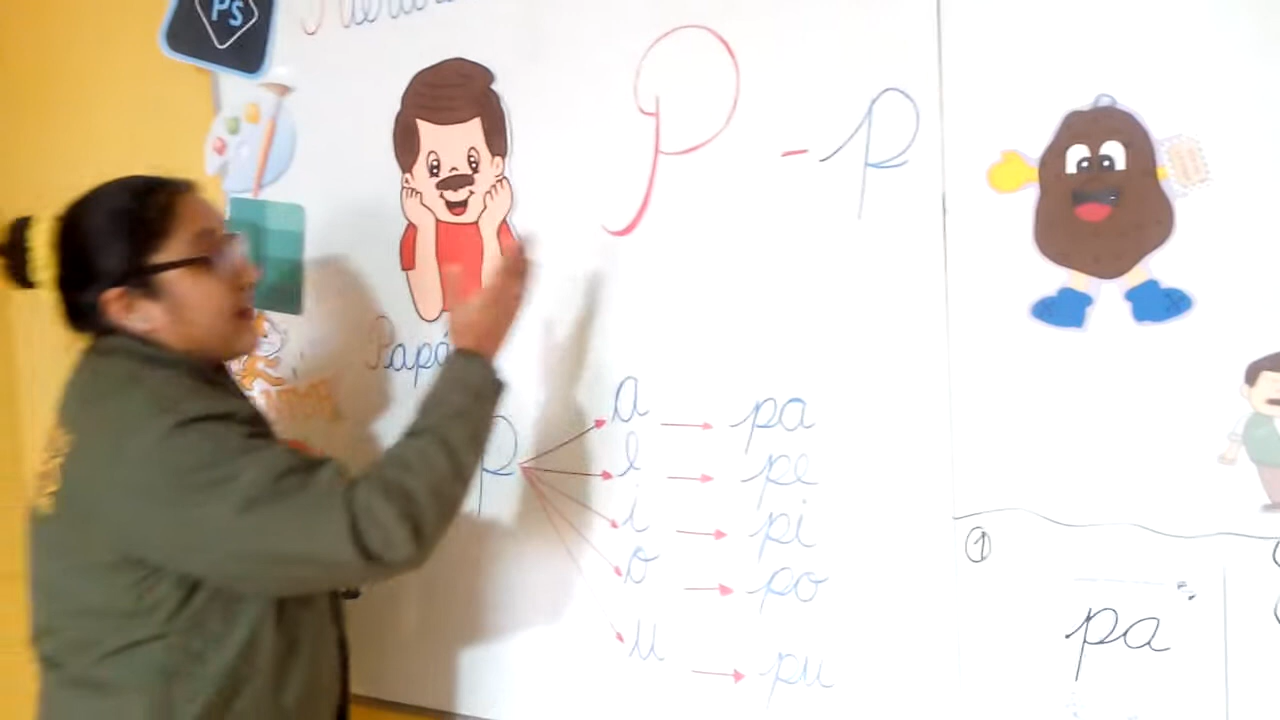 Ps
P - p
Papá
p
a → pa
e → pe
i → pi
o → po
u → pu
①
pa